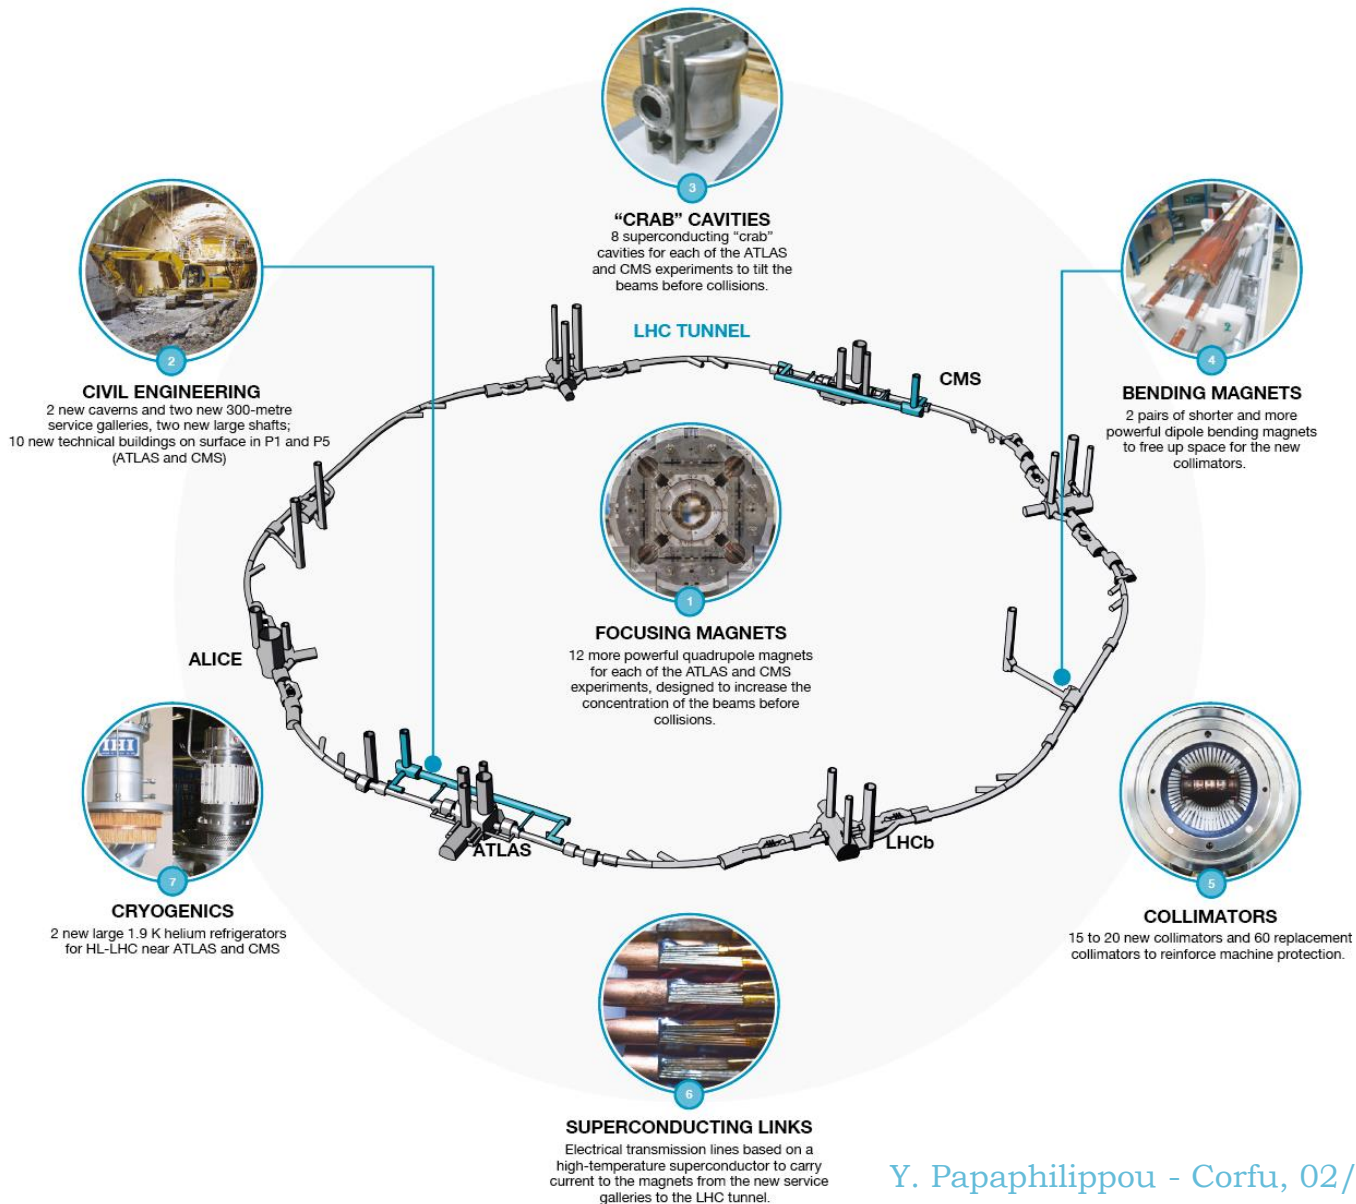 3
“CRAB” CAVITIES
8 superconducting “crab”
cavities for each of the ATLAS
and CMS experiments to tilt the
beams before collisions.
2
CIVIL ENGINEERING
2 new caverns and two new 300-metre
service galleries, two new large shafts;
10 new technical buildings on surface in P1 and P5
(ATLAS and CMS)
LHC TUNNEL
CMS
4
BENDING MAGNETS
2 pairs of shorter and more
powerful dipole bending magnets
to free up space for the new
collimators.
1
FOCUSING MAGNETS
12 more powerful quadrupole magnets
for each of the ATLAS and CMS
experiments, designed to increase the
concentration of the beams before
collisions.
ALICE
ATLAS
LHCb
IHI
7
CRYOGENICS
2 new large 1.9 K helium refrigerators
for HL-LHC near ATLAS and CMS
5
COLLIMATORS
15 to 20 new collimators and 60 replacement
collimators to reinforce machine protection.
6
SUPERCONDUCTING LINKS
Electrical transmission lines based on a
high-temperature superconductor to carry
current to the magnets from the new service
galleries to the LHC tunnel.
Y. Papaphilippou - Corfu, 02/